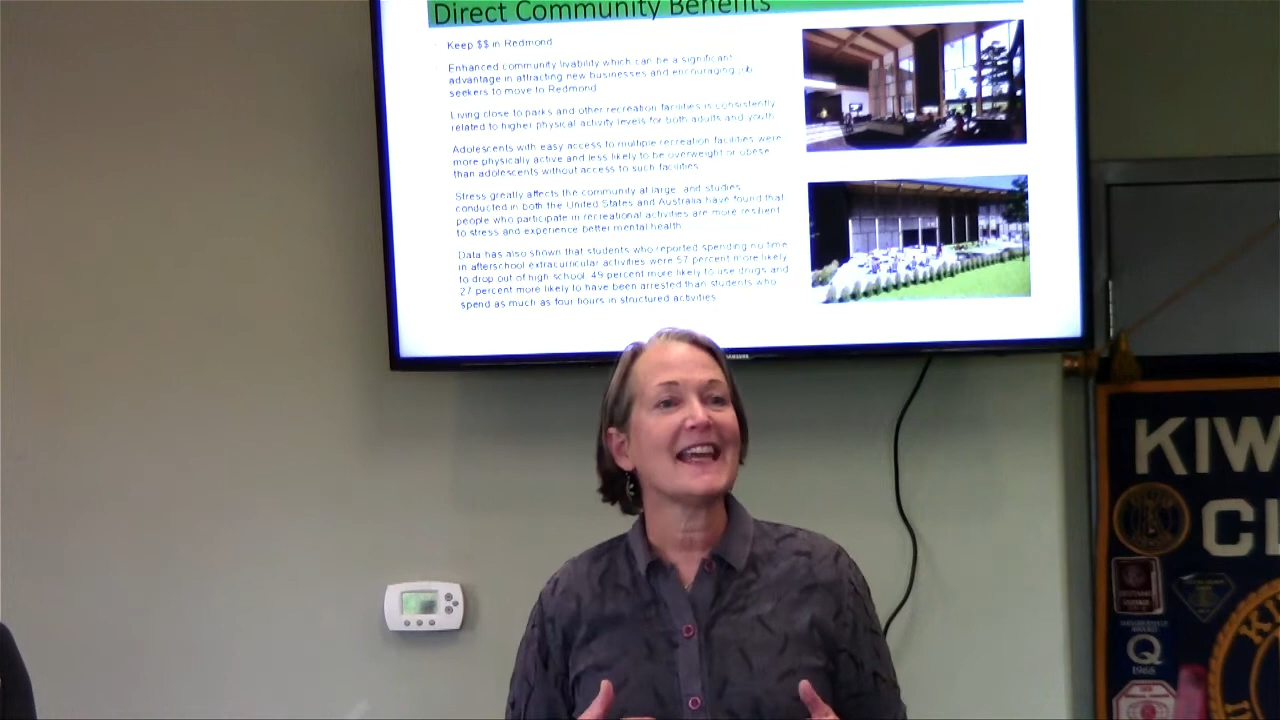 Direct Community Benefits
Keep $$ in Redmond
Enhanced community livability which can be a significant
advantage in attracting new businesses and encouraging job
seekers to move to Redmond
Living close to parks and other recreation facilities is consistently
related to higher physical activity levels for both adults and youth
Adolescents with easy access to multiple recreation facilities were
more physically active and less likely to be overweight or obese
than adolescents without access to such facilities
Stress greatly affects the community at large and studies
conducted in both the United States and Australia have found that
people who participate in recreational activities are more resilient
to stress and experience better mental health
Data has also shown that students who reported spending no time
in afterschool extracurricular activities were 57 percent more likely
to drop out of high school, 49 percent more likely to use drugs and
27 percent more likely to have been arrested than students who
spend as much as four hours in structured activities
SAMSUNG
KIW
CL
Q
1965
KI